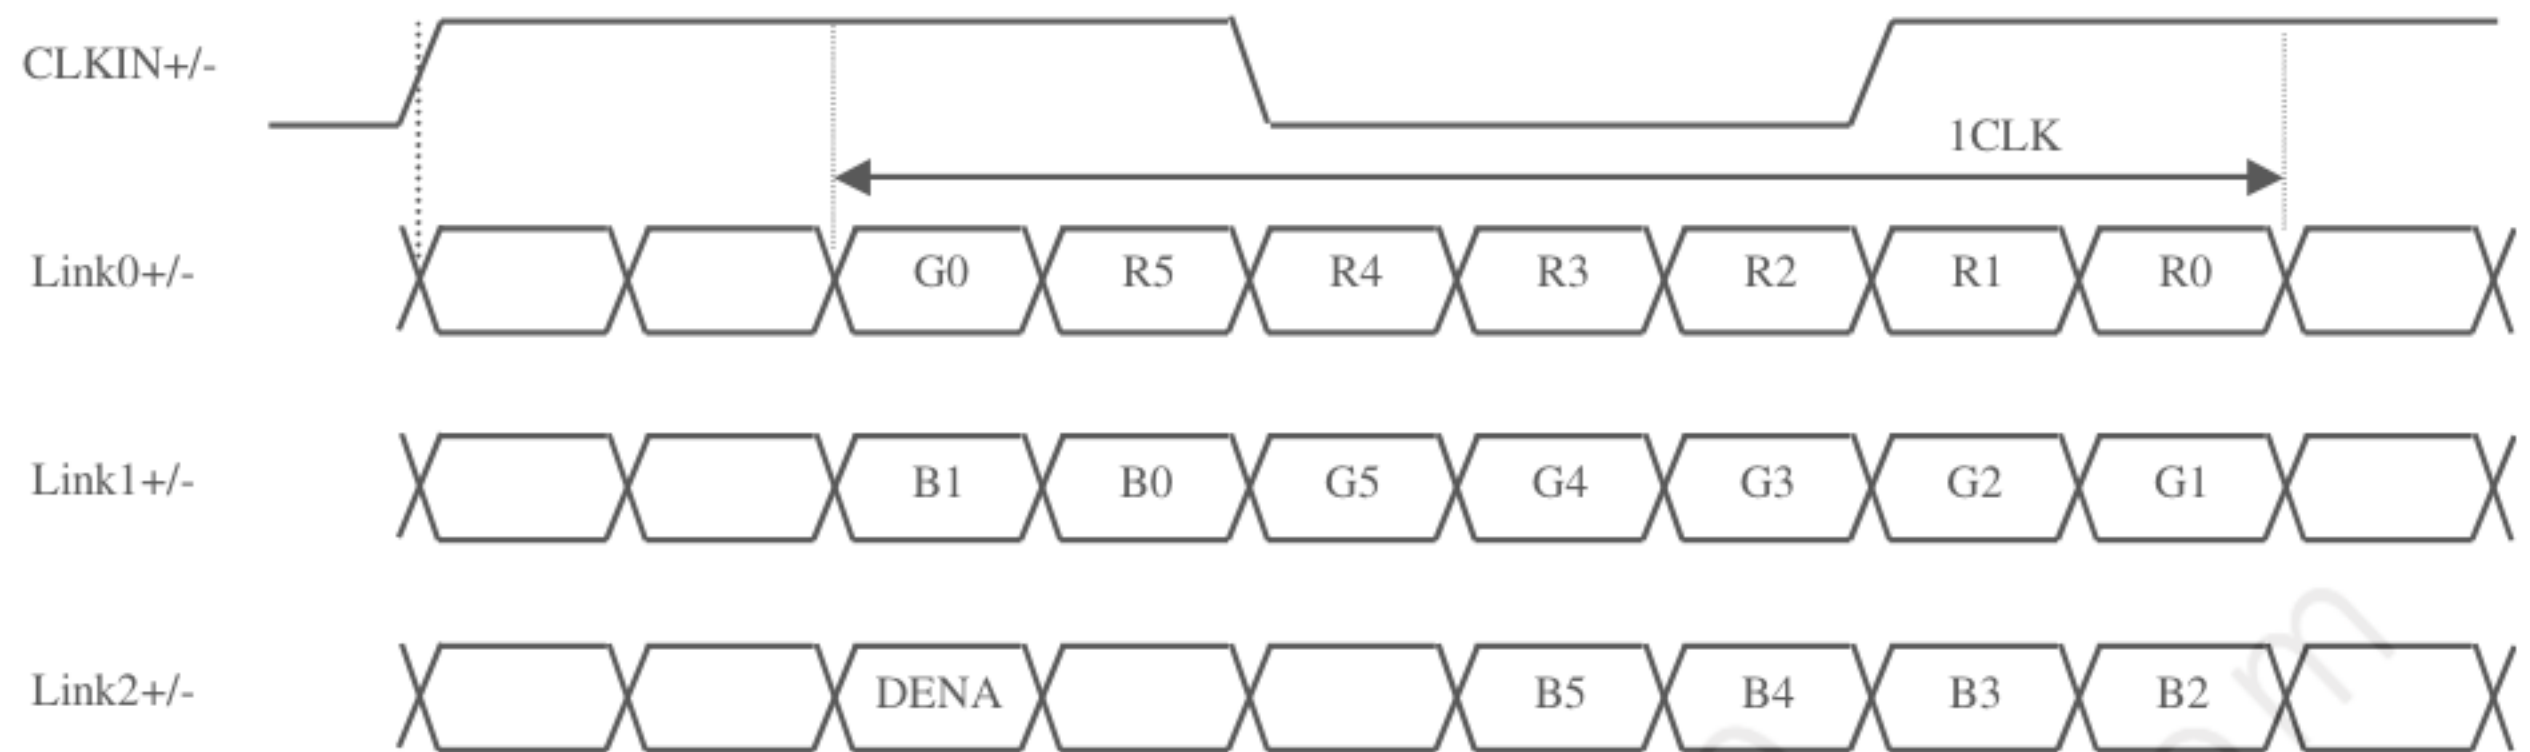 CLKIN+/-
1CLK
Link0+/- G0 R5 R4 R3 R2 R1 R0
Link1+/- B1 B0 G5 G4 G3 G2 G1
Link2+/- DENA B5 B4 B3 B2